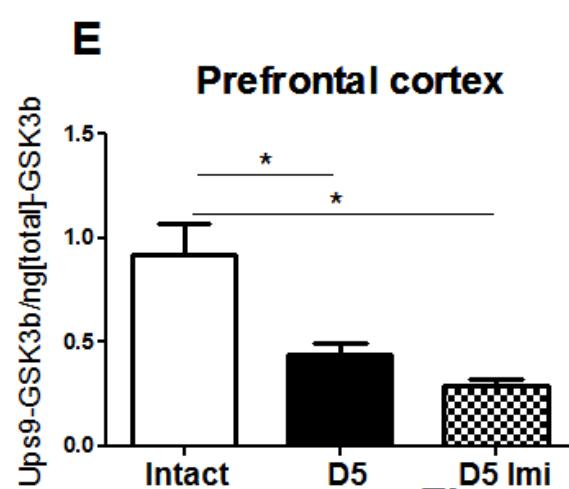 E
Prefrontal cortex
Ups9-GSK3b/ng[total]-GSK3b
1.5
*
*
1.0
0.5
0.0
Intact
D5
D5 Imi